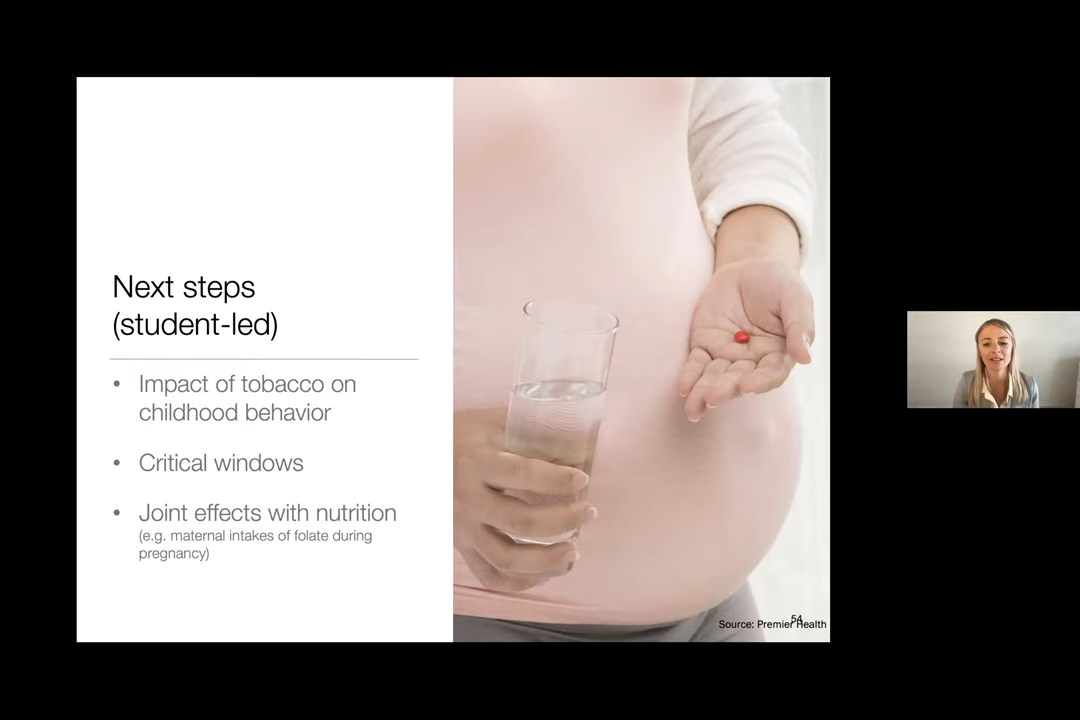 Next steps
(student-led)
• Impact of tobacco on
childhood behavior
• Critical windows
• Joint effects with nutrition
(e.g. maternal intakes of folate during
pregnancy)
54
Source: Premier Health